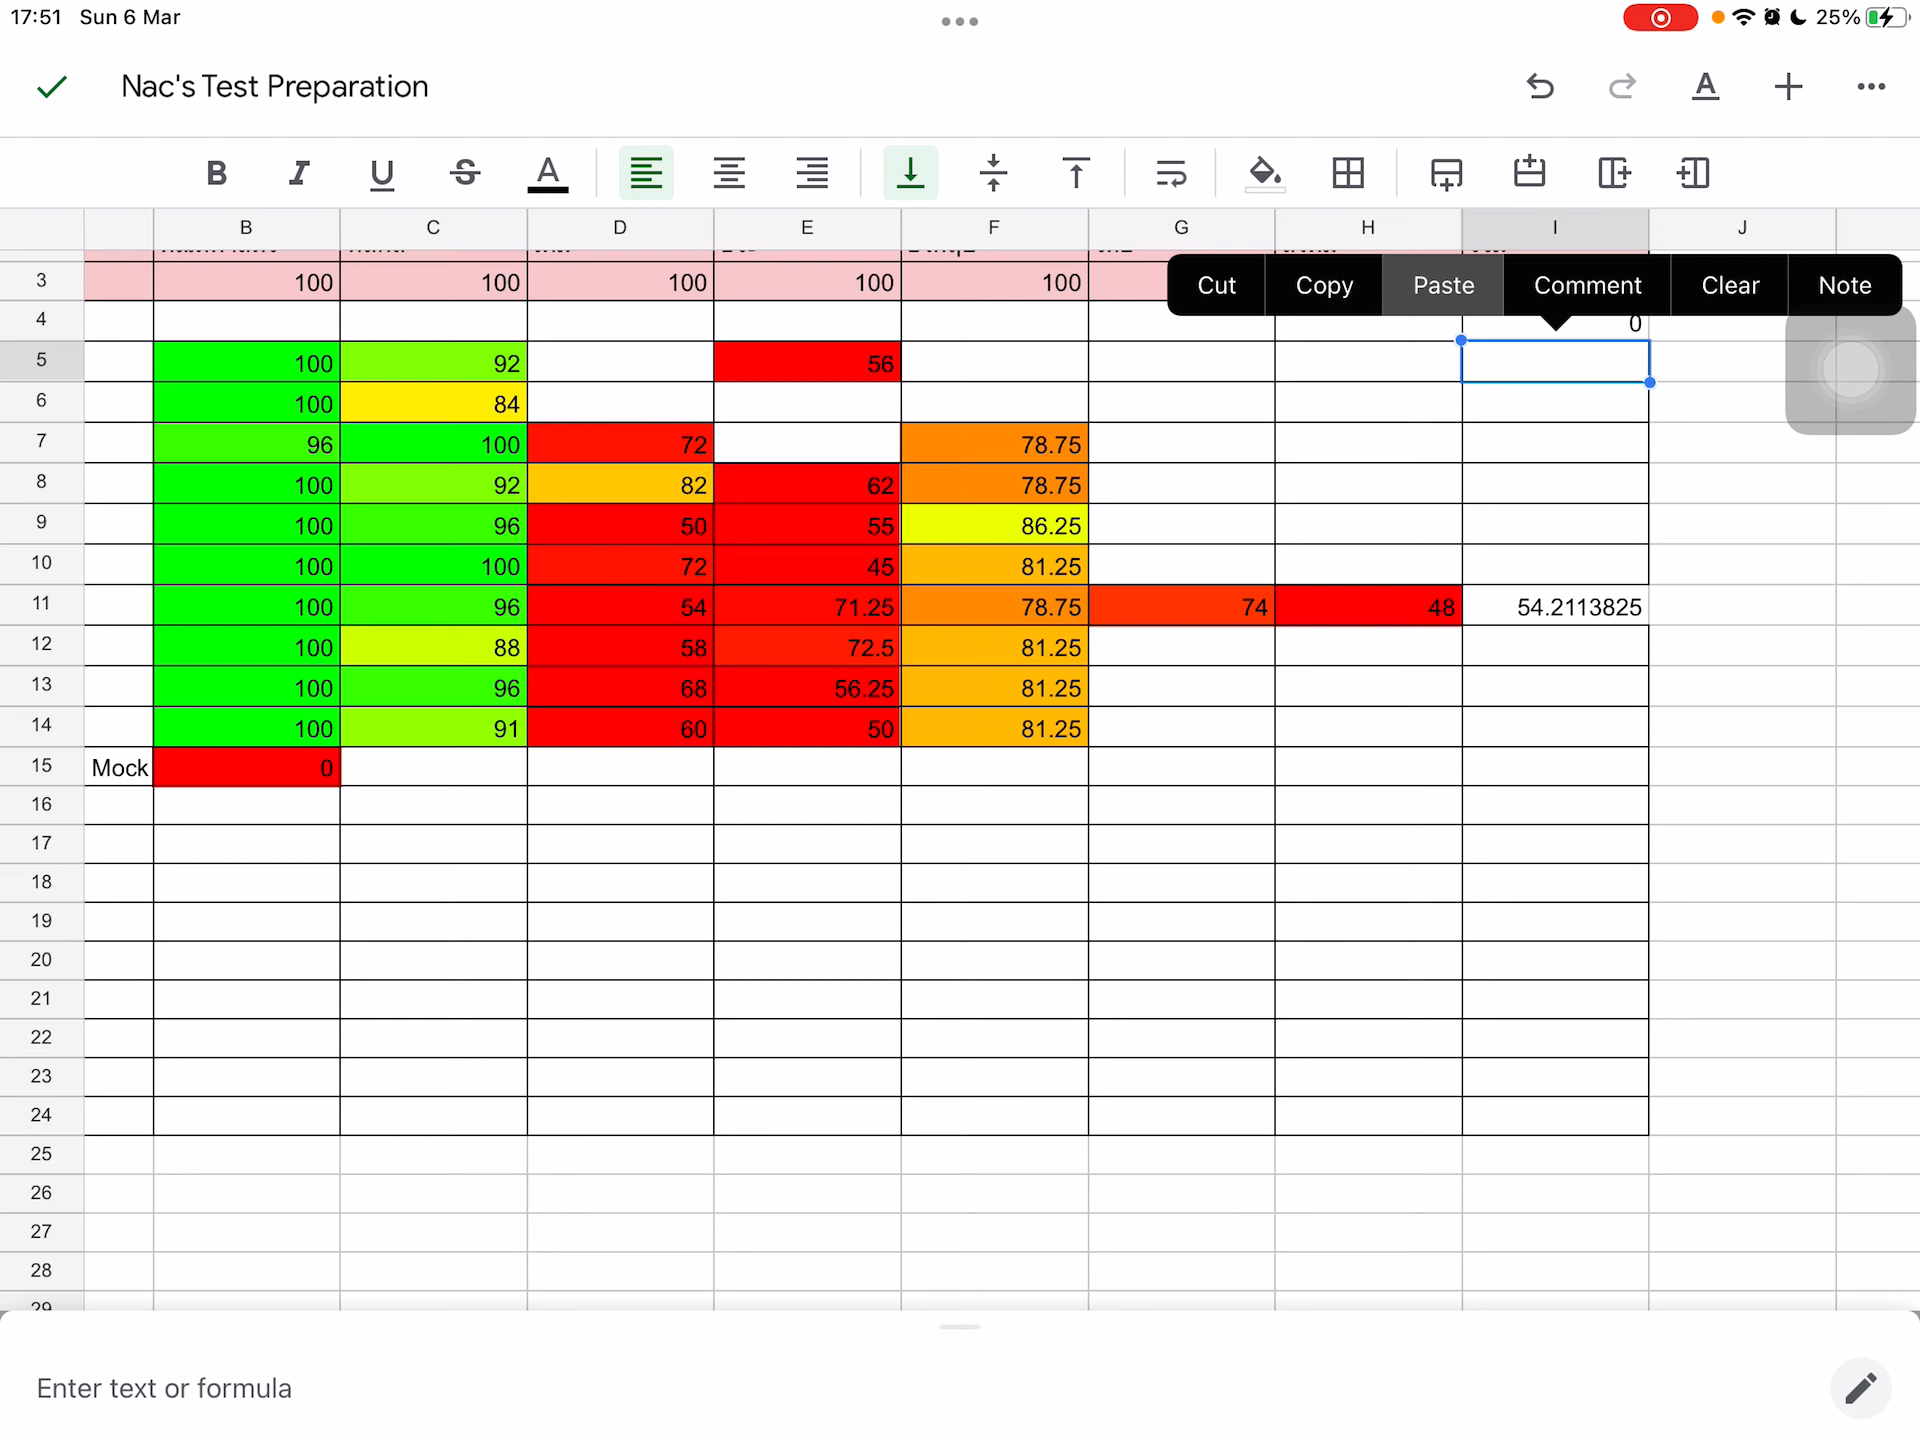 17:51 Sun 6 Mar
25%
Nac's Test Preparation
B I U S A
B C D E F G H I J
Cut Copy Paste Comment Clear Note
3 100 100 100 100 100
4 0
5 100 92 56
6 100 84
7 96 100 72 78.75
8 100 92 82 62 78.75
9 100 96 50 55 86.25
10 100 100 72 45 81.25
11 100 96 54 71.25 78.75 74 48 54.2113825
12 100 88 58 72.5 81.25
13 100 96 68 56.25 81.25
14 100 91 60 50 81.25
15 Mock 0
16
17
18
19
20
21
22
23
24
25
26
27
28
29
Enter text or formula